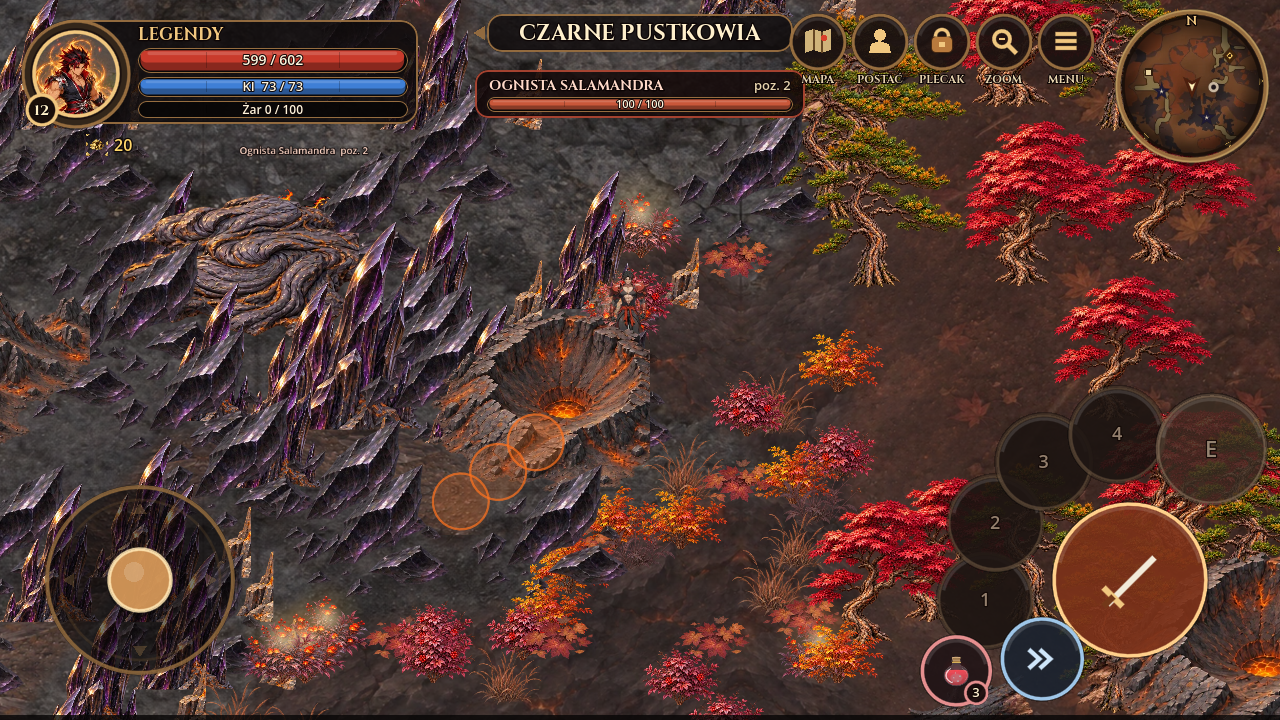 LEGENDY
599 / 602
KI 73 / 73
Żar 0 / 100
12
20
CZARNE PUSTKOWIA
OGNISTA SALAMANDRA poz. 2
100 / 100
MAPA
POSTAĆ
PLECAK
ZOOM
MENU
N
Ognista Salamandra poz. 2
4
E
3
2
1
3